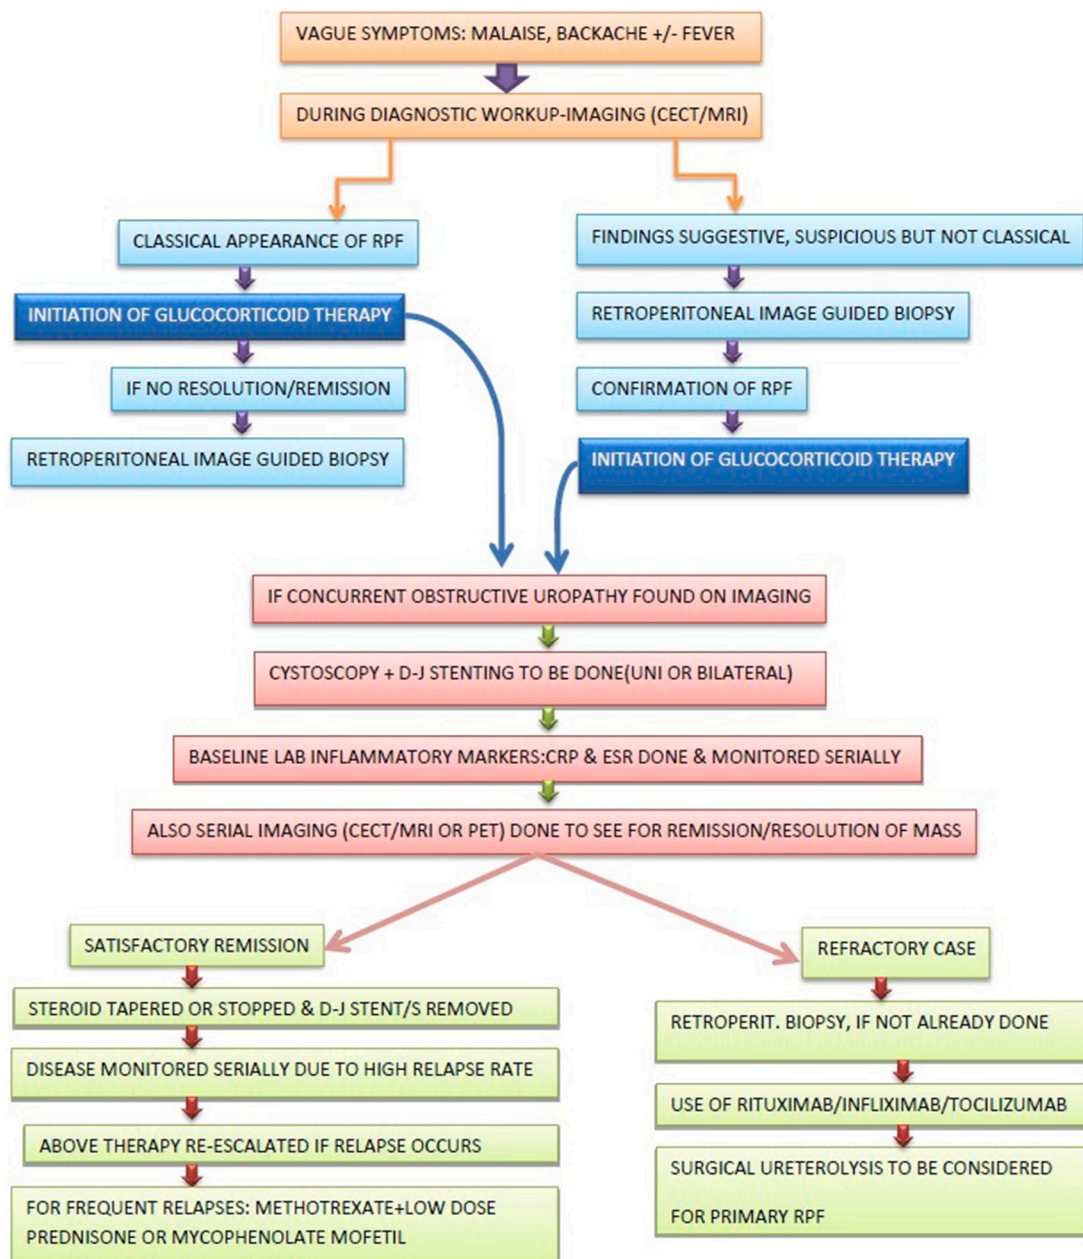 VAGUE SYMPTOMS: MALAISE, BACKACHE +/- FEVER
DURING DIAGNOSTIC WORKUP-IMAGING (CECT/MRI)
CLASSICAL APPEARANCE OF RPF
INITIATION OF GLUCOCORTICOID THERAPY
IF NO RESOLUTION/REMISSION
RETROPERITONEAL IMAGE GUIDED BIOPSY
FINDINGS SUGGESTIVE, SUSPICIOUS BUT NOT CLASSICAL
RETROPERITONEAL IMAGE GUIDED BIOPSY
CONFIRMATION OF RPF
INITIATION OF GLUCOCORTICOID THERAPY
IF CONCURRENT OBSTRUCTIVE UROPATHY FOUND ON IMAGING
CYSTOSCOPY + D-J STENTING TO BE DONE(UNI OR BILATERAL)
BASELINE LAB INFLAMMATORY MARKERS:CRP & ESR DONE & MONITORED SERIALLY
ALSO SERIAL IMAGING (CECT/MRI OR PET) DONE TO SEE FOR REMISSION/RESOLUTION OF MASS
SATISFACTORY REMISSION
STEROID TAPERED OR STOPPED & D-J STENT/S REMOVED
DISEASE MONITORED SERIALLY DUE TO HIGH RELAPSE RATE
ABOVE THERAPY RE-ESCALATED IF RELAPSE OCCURS
FOR FREQUENT RELAPSES: METHOTREXATE+LOW DOSE
PREDNISONE OR MYCOPHENOLATE MOFETIL
REFRACTORY CASE
RETROPERIT. BIOPSY, IF NOT ALREADY DONE
USE OF RITUXIMAB/INFLIXIMAB/TOCILIZUMAB
SURGICAL URETEROLYSIS TO BE CONSIDERED
FOR PRIMARY RPF